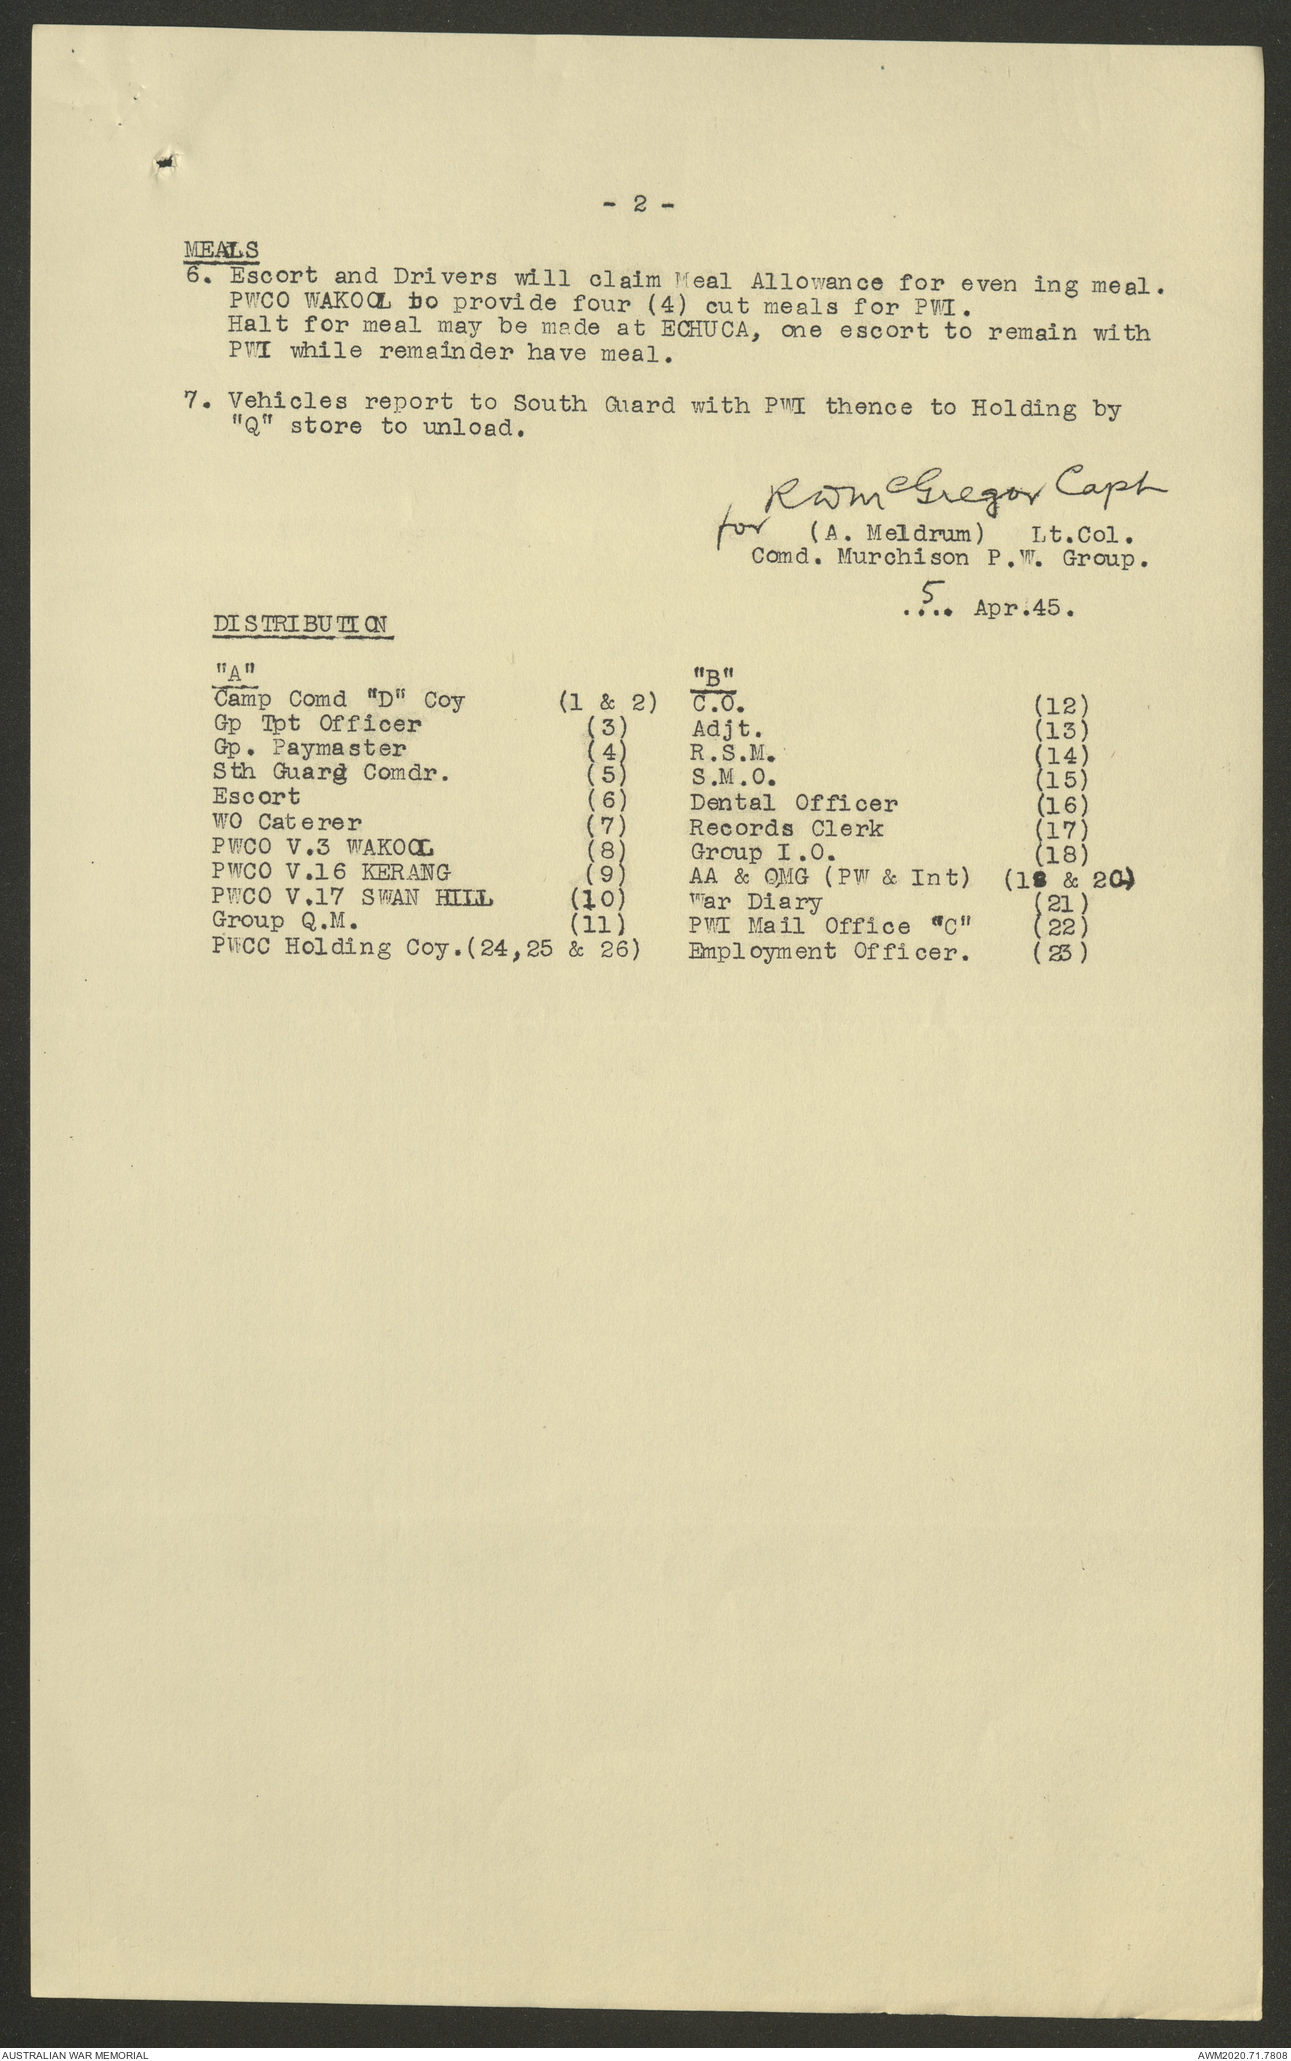 - 2 -
MEALS
6. Escort and Drivers will claim Meal Allowance for even ing meal.
PWCO WAKOOL to provide four (4) cut meals for PWI.
Halt for meal may be made at ECHUCA, one escort to remain with
PWI while remainder have meal.
7. Vehicles report to South Guard with PWI thence to Holding by
"Q" store to unload.
RWMcGregor Capt
for (A. Meldrum) Lt.Col.
Comd. Murchison P.W. Group.
5
.... Apr.45.
DISTRIBUTION
"A" "B"
Camp Comd "D" Coy (1 & 2) C.O. (12)
Gp Tpt Officer (3) Adjt. (13)
Gp. Paymaster (4) R.S.M. (14)
Sth Guard Comdr. (5) S.M.O. (15)
Escort (6) Dental Officer (16)
WO Caterer (7) Records Clerk (17)
PWCO V.3 WAKOOL (8) Group I.O. (18)
PWCO V.16 KERANG (9) AA & QMG (PW & Int) & 20)
PWCO V.17 SWAN HILL (10) War Diary (21)
Group Q.M. (11) PWI Mail Office "C" (22)
PWCC Holding Coy.(24,25 & 26) Employment Officer. (23)
AUSTRALIAN WAR MEMORIAL AWM2020.71.7808